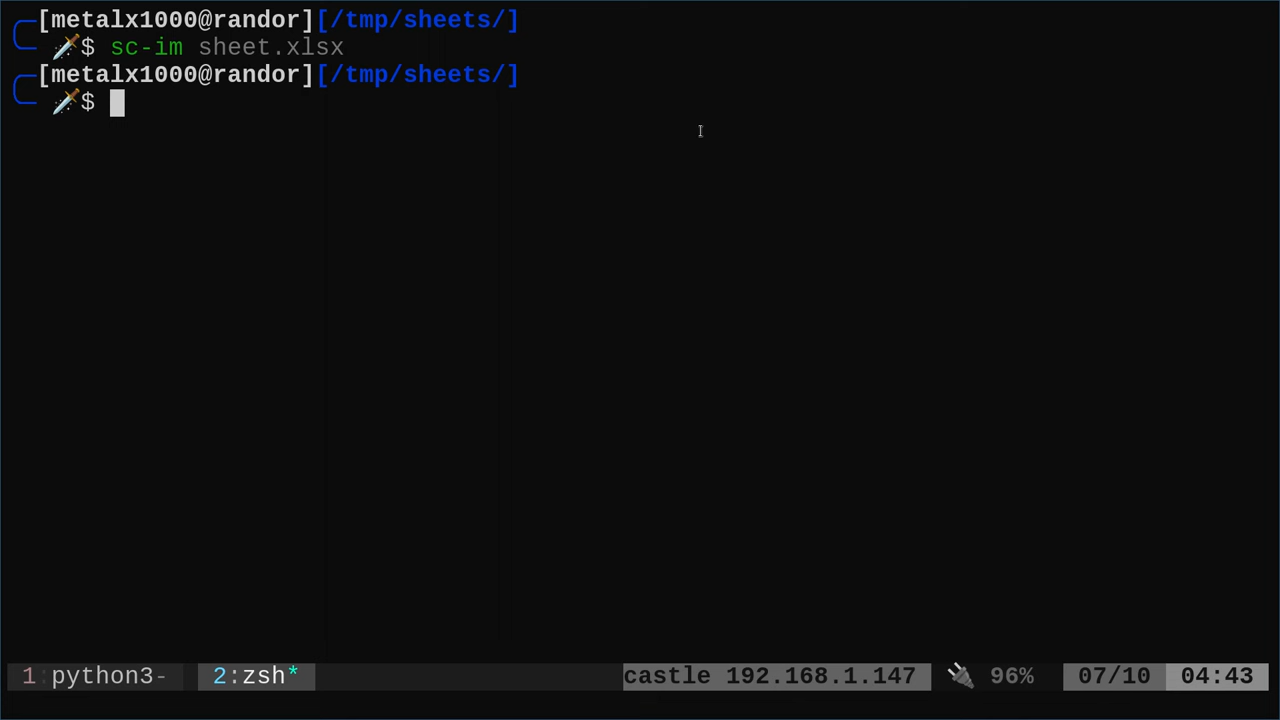 [metalx1000@randor][/tmp/sheets/]
🗡️$ sc-im sheet.xlsx
[metalx1000@randor][/tmp/sheets/]
🗡️$
1:python3- 2:zsh* castle 192.168.1.147 🔌 96% 07/10 04:43